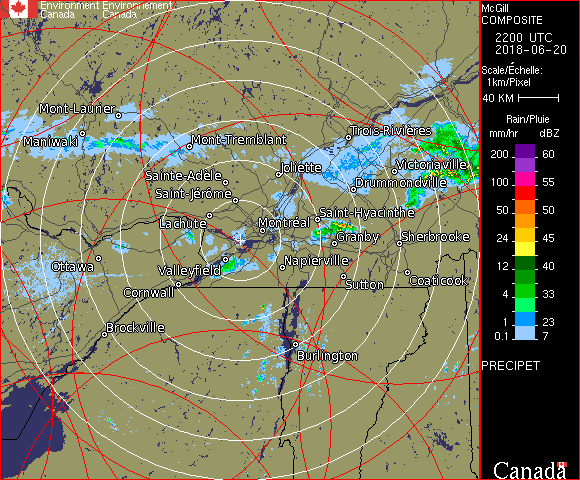 Environment Environnement
Canada Canada
McGill
COMPOSITE
2200 UTC
2018-06-20
Scale/Échelle:
1km/Pixel
40 KM
Rain/Pluie
mm/hr dBZ
200 60
150 57
100 55
50 50
24 45
12 40
4 33
1 23
0.1 7
PRECIPET
Canada
Mont-Laurier
Maniwaki
Mont-Tremblant
Trois-Rivières
Victoriaville
Joliette
Sainte-Adèle
Drummondville
Saint-Jérôme
Saint-Hyacinthe
Lachute
Montréal
Granby
Sherbrooke
Ottawa
Valleyfield
Napierville
Sutton
Coaticook
Cornwall
Brockville
Burlington